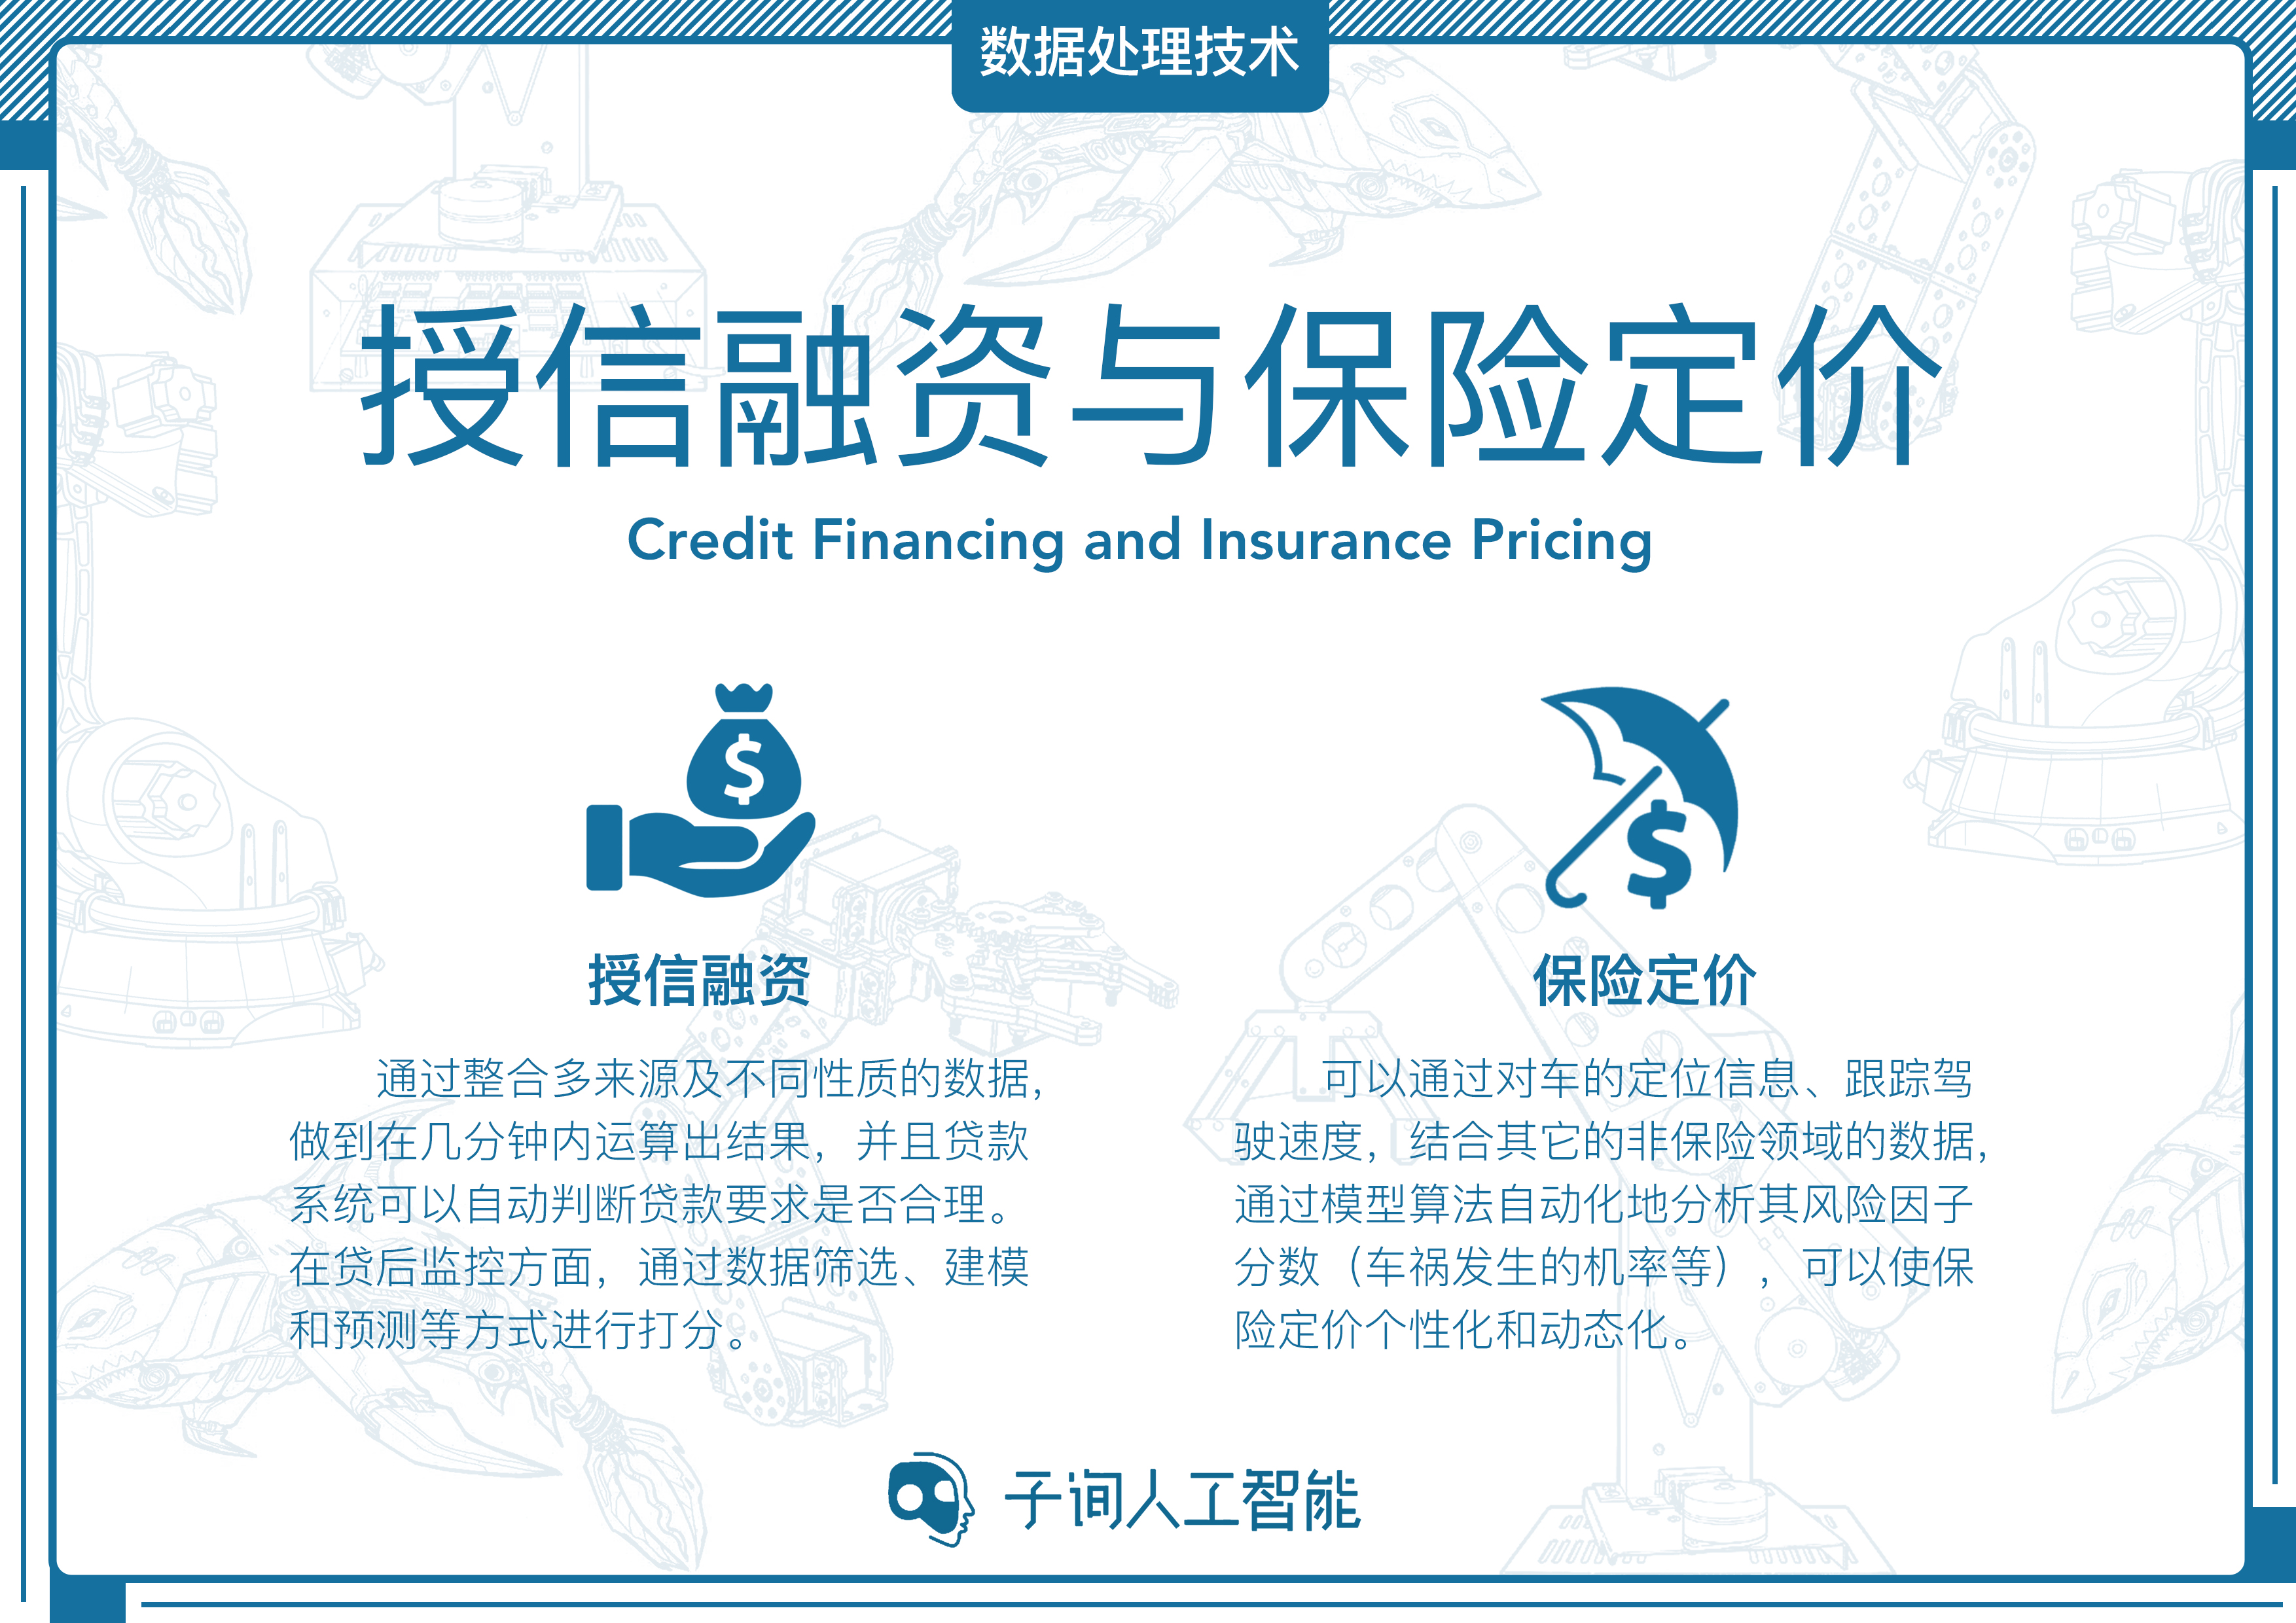 数据处理技术
授信融资与保险定价
Credit Financing and Insurance Pricing
授信融资
通过整合多来源及不同性质的数据，
做到在几分钟内运算出结果，并且贷款
系统可以自动判断贷款要求是否合理。
在贷后监控方面，通过数据筛选、建模
和预测等方式进行打分。
保险定价
可以通过对车的定位信息、跟踪驾
驶速度，结合其它的非保险领域的数据，
通过模型算法自动化地分析其风险因子
分数（车祸发生的机率等），可以使保
险定价个性化和动态化。
子询人工智能